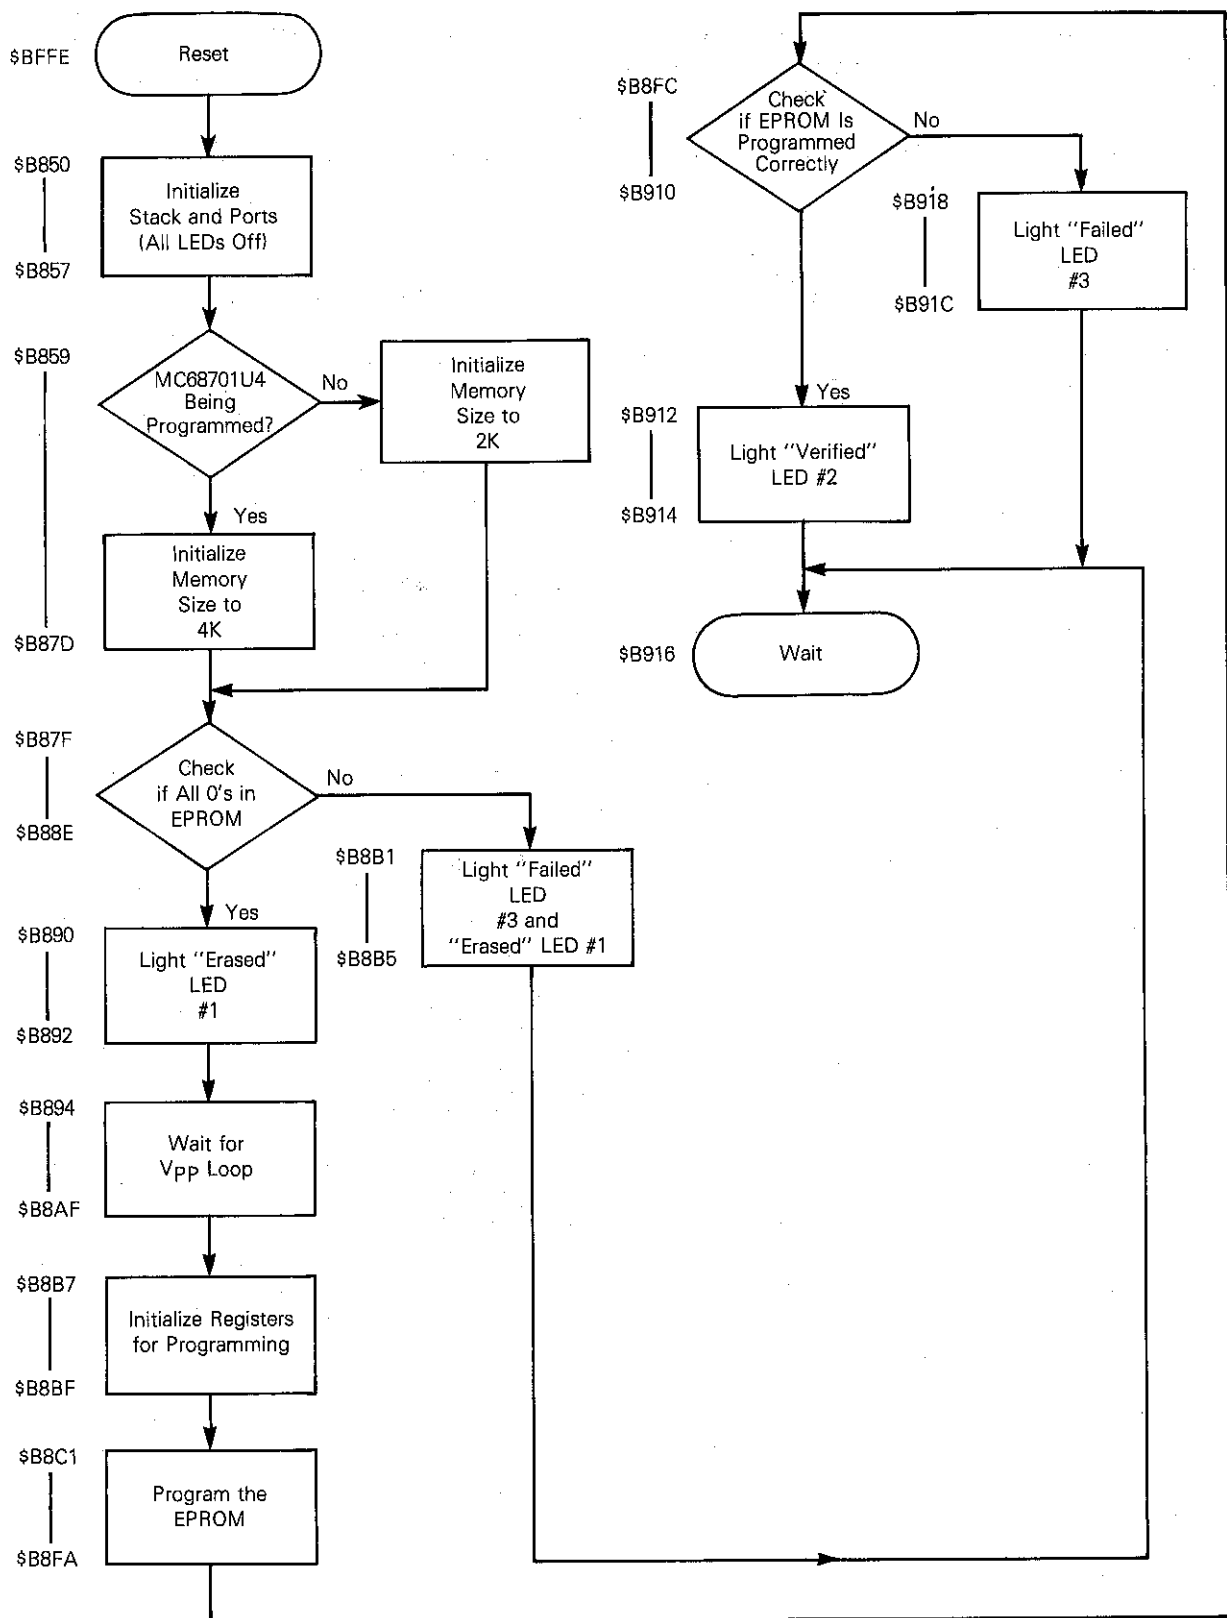 $BFFE
Reset
$B850
Initialize
Stack and Ports
(All LEDs Off)
$B857
$B859
MC68701U4
Being
Programmed?
No
Initialize
Memory
Size to
2K
Yes
Initialize
Memory
Size to
4K
$B87D
$B87F
Check
if All 0's in
EPROM
No
$B88E
$B8B1
Light "Failed"
LED
#3 and
"Erased" LED #1
$B8B5
Yes
$B890
Light "Erased"
LED
#1
$B892
$B894
Wait for
VPP Loop
$B8AF
$B8B7
Initialize Registers
for Programming
$B8BF
$B8C1
Program the
EPROM
$B8FA
$B8FC
Check
if EPROM Is
Programmed
Correctly
No
$B910
$B918
Light "Failed"
LED
#3
$B91C
Yes
$B912
Light "Verified"
LED #2
$B914
$B916
Wait